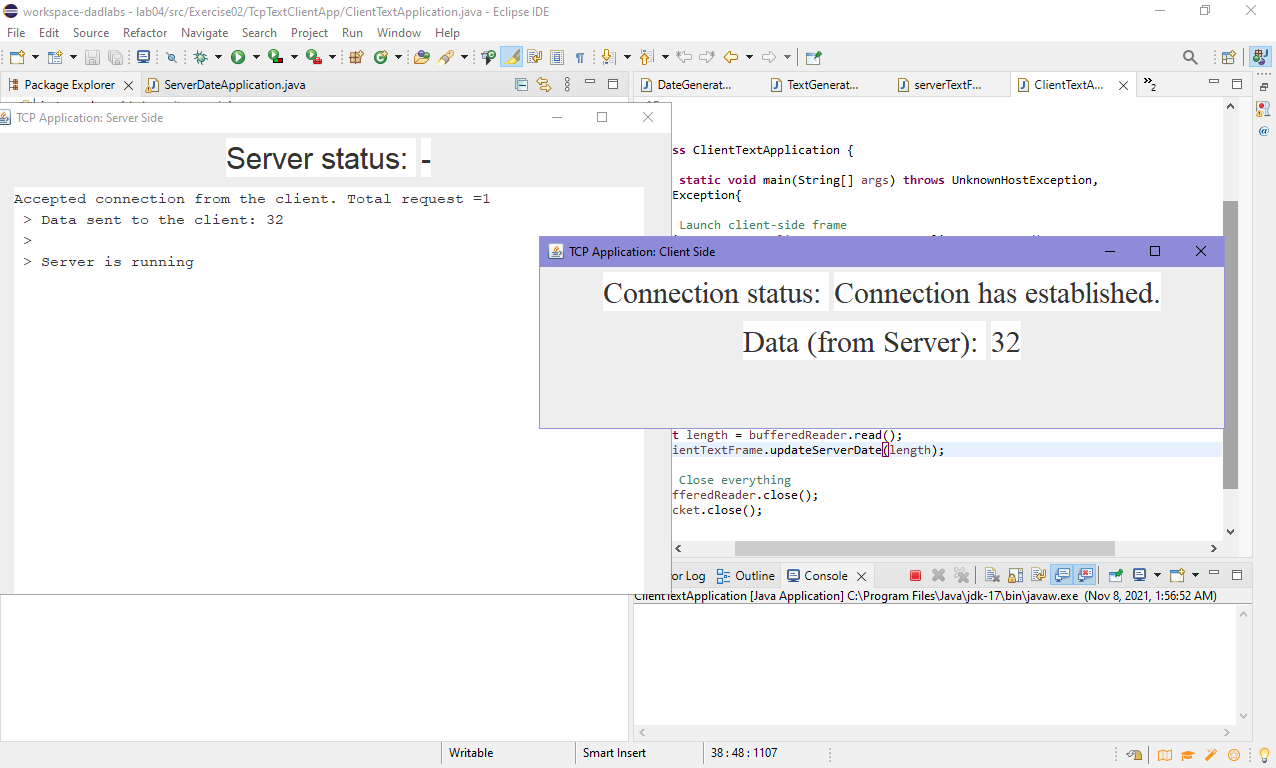 workspace-dadlabs - lab04/src/Exercise02/TcpTextClientApp/ClientTextApplication.java - Eclipse IDE
File Edit Source Refactor Navigate Search Project Run Window Help
Package Explorer
ServerDateApplication.java
DateGenerat...
TextGenerat...
serverTextF...
ClientTextA...
»2
TCP Application: Server Side
Server status: -
Accepted connection from the client. Total request =1
> Data sent to the client: 32
>
> Server is running
ss ClientTextApplication {
static void main(String[] args) throws UnknownHostException,
Exception{
Launch client-side frame
TCP Application: Client Side
Connection status: Connection has established.
Data (from Server): 32
t length = bufferedReader.read();
ientTextFrame.updateServerDate(length);
Close everything
fferedReader.close();
cket.close();
or Log
Outline
Console
ClientTextApplication [Java Application] C:\Program Files\Java\jdk-17\bin\javaw.exe (Nov 8, 2021, 1:56:52 AM)
Writable
Smart Insert
38 : 48 : 1107